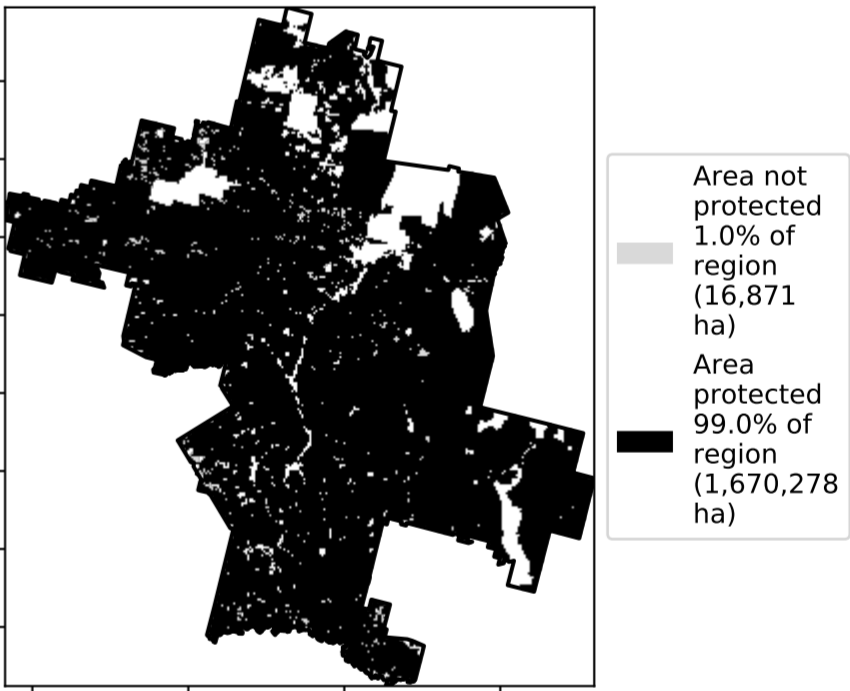 Area not
protected
1.0% of
region
(16,871
ha)
Area
protected
99.0% of
region
(1,670,278
ha)